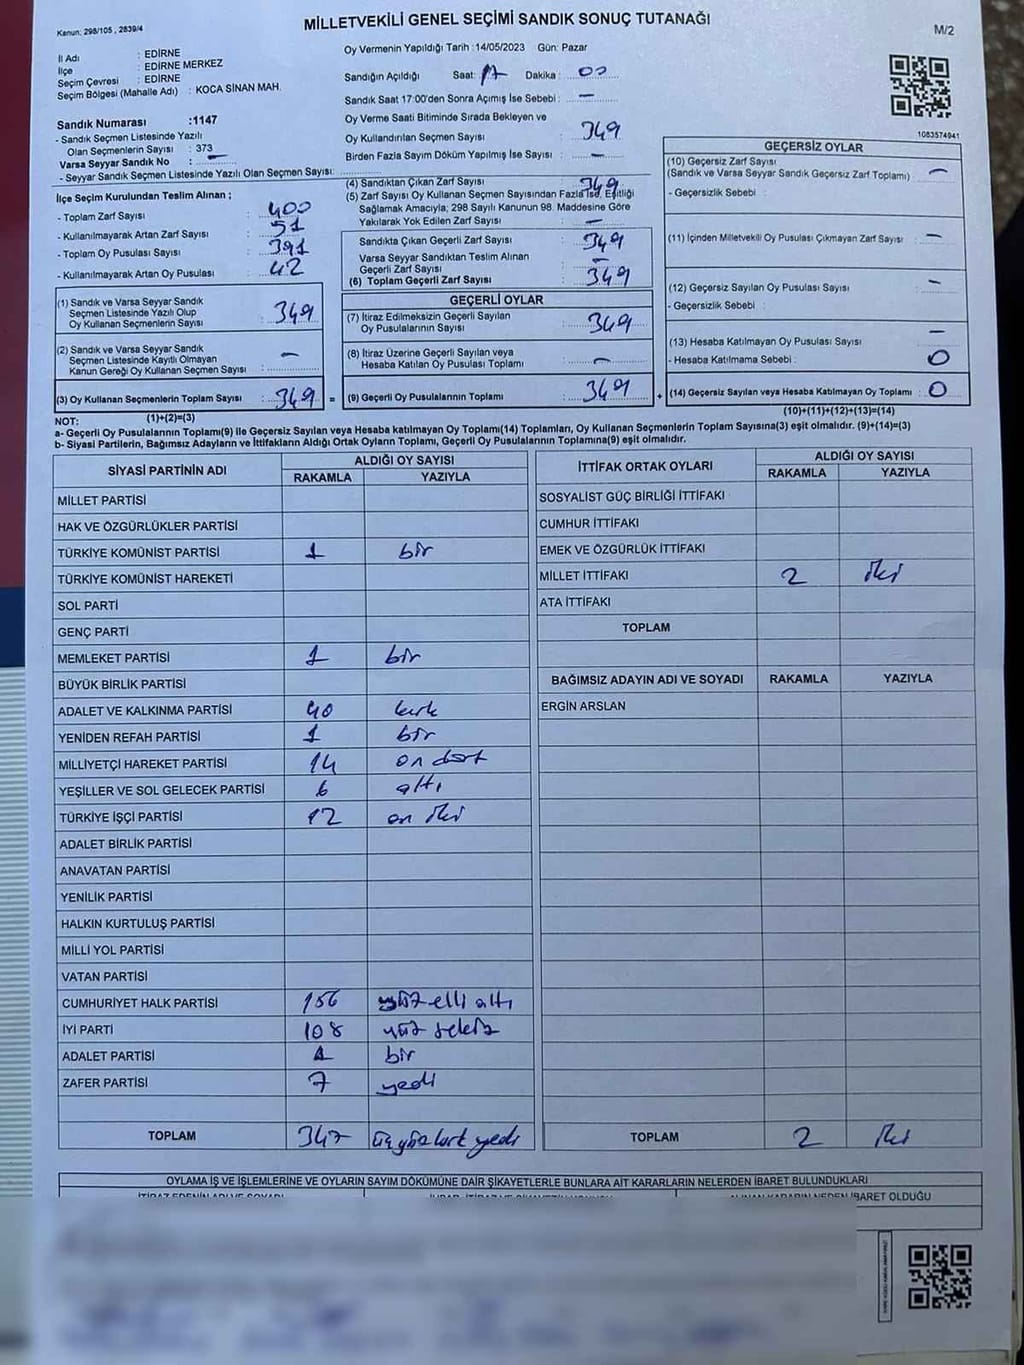 Kanun; 298/105 , 2839/4
MİLLETVEKİLİ GENEL SEÇİMİ SANDIK SONUÇ TUTANAĞI
M/2
İl Adı : EDİRNE
İlçe : EDİRNE MERKEZ
Seçim Çevresi : EDİRNE
Seçim Bölgesi (Mahalle Adı) : KOCA SİNAN MAH.
Sandık Numarası :1147
- Sandık Seçmen Listesinde Yazılı
Olan Seçmenlerin Sayısı : 373
Varsa Seyyar Sandık No : –
- Seyyar Sandık Seçmen Listesinde Yazılı Olan Seçmen Sayısı:
Oy Vermenin Yapıldığı Tarih :14/05/2023 Gün: Pazar
Sandığın Açıldığı Saat: 17 Dakika : 00
Sandık Saat 17:00'den Sonra Açımış İse Sebebi : –
Oy Verme Saati Bitiminde Sırada Bekleyen ve
Oy Kullandırılan Seçmen Sayısı : 349
Birden Fazla Sayım Döküm Yapılmış İse Sayısı : –
1083574941
İlçe Seçim Kurulundan Teslim Alınan ;
- Toplam Zarf Sayısı : 400
- Kullanılmayarak Artan Zarf Sayısı : 51
- Toplam Oy Pusulası Sayısı : 391
- Kullanılmayarak Artan Oy Pusulası : 42
(1) Sandık ve Varsa Seyyar Sandık
Seçmen Listesinde Yazılı Olup
Oy Kullanan Seçmenlerin Sayısı : 349
(2) Sandık ve Varsa Seyyar Sandık
Seçmen Listesinde Kayıtlı Olmayan
Kanun Gereği Oy Kullanan Seçmen Sayısı : –
(3) Oy Kullanan Seçmenlerin Toplam Sayısı : 349 =
(4) Sandıktan Çıkan Zarf Sayısı : 349
(5) Zarf Sayısı Oy Kullanan Seçmen Sayısından Fazla İse, Eşitliği
Sağlamak Amacıyla; 298 Sayılı Kanunun 98. Maddesine Göre
Yakılarak Yok Edilen Zarf Sayısı : –
Sandıkta Çıkan Geçerli Zarf Sayısı : 349
Varsa Seyyar Sandıktan Teslim Alınan
Geçerli Zarf Sayısı : –
(6) Toplam Geçerli Zarf Sayısı : 349
GEÇERLİ OYLAR
(7) İtiraz Edilmeksizin Geçerli Sayılan
Oy Pusulalarının Sayısı : 349
(8) İtiraz Üzerine Geçerli Sayılan veya
Hesaba Katılan Oy Pusulası Toplamı : –
(9) Geçerli Oy Pusulalarının Toplamı : 349 +
GEÇERSİZ OYLAR
(10) Geçersiz Zarf Sayısı
(Sandık ve Varsa Seyyar Sandık Geçersiz Zarf Toplamı) : –
- Geçersizlik Sebebi :
(11) İçinden Milletvekili Oy Pusulası Çıkmayan Zarf Sayısı : –
(12) Geçersiz Sayılan Oy Pusulası Sayısı : –
- Geçersizlik Sebebi :
(13) Hesaba Katılmayan Oy Pusulası Sayısı : –
- Hesaba Katılmama Sebebi : 0
(14) Geçersiz Sayılan veya Hesaba Katılmayan Oy Toplamı : 0
NOT: (1)+(2)=(3) (10)+(11)+(12)+(13)=(14)
a- Geçerli Oy Pusulalarının Toplamı(9) ile Geçersiz Sayılan veya Hesaba katılmayan Oy Toplamı(14) Toplamları, Oy Kullanan Seçmenlerin Toplam Sayısına(3) eşit olmalıdır. (9)+(14)=(3)
b- Siyasi Partilerin, Bağımsız Adayların ve İttifakların Aldığı Ortak Oyların Toplamı, Geçerli Oy Pusulalarının Toplamına(9) eşit olmalıdır.
SİYASİ PARTİNİN ADI ALDIĞI OY SAYISI
RAKAMLA YAZIYLA
MİLLET PARTİSİ
HAK VE ÖZGÜRLÜKLER PARTİSİ
TÜRKİYE KOMÜNİST PARTİSİ 1 bir
TÜRKİYE KOMÜNİST HAREKETİ
SOL PARTİ
GENÇ PARTİ
MEMLEKET PARTİSİ 1 bir
BÜYÜK BİRLİK PARTİSİ
ADALET VE KALKINMA PARTİSİ 40 kırk
YENİDEN REFAH PARTİSİ 1 bir
MİLLİYETÇİ HAREKET PARTİSİ 14 on dört
YEŞİLLER VE SOL GELECEK PARTİSİ 6 altı
TÜRKİYE İŞÇİ PARTİSİ 12 on iki
ADALET BİRLİK PARTİSİ
ANAVATAN PARTİSİ
YENİLİK PARTİSİ
HALKIN KURTULUŞ PARTİSİ
MİLLİ YOL PARTİSİ
VATAN PARTİSİ
CUMHURİYET HALK PARTİSİ 156 yüz elli altı
İYİ PARTİ 108 yüz sekiz
ADALET PARTİSİ 1 bir
ZAFER PARTİSİ 7 yedi
TOPLAM 347 üçyüz kırk yedi
İTTİFAK ORTAK OYLARI ALDIĞI OY SAYISI
RAKAMLA YAZIYLA
SOSYALİST GÜÇ BİRLİĞİ İTTİFAKI
CUMHUR İTTİFAKI
EMEK VE ÖZGÜRLÜK İTTİFAKI
MİLLET İTTİFAKI 2 iki
ATA İTTİFAKI
TOPLAM
BAĞIMSIZ ADAYIN ADI VE SOYADI RAKAMLA YAZIYLA
ERGİN ARSLAN
TOPLAM 2 iki
OYLAMA İŞ VE İŞLEMLERİNE VE OYLARIN SAYIM DÖKÜMÜNE DAİR ŞİKAYETLERLE BUNLARA AİT KARARLARIN NELERDEN İBARET BULUNDUKLARI
İTİRAZ EDENİN ADI VE SOYADI
ALINAN KARARIN NEDEN İBARET OLDUĞU